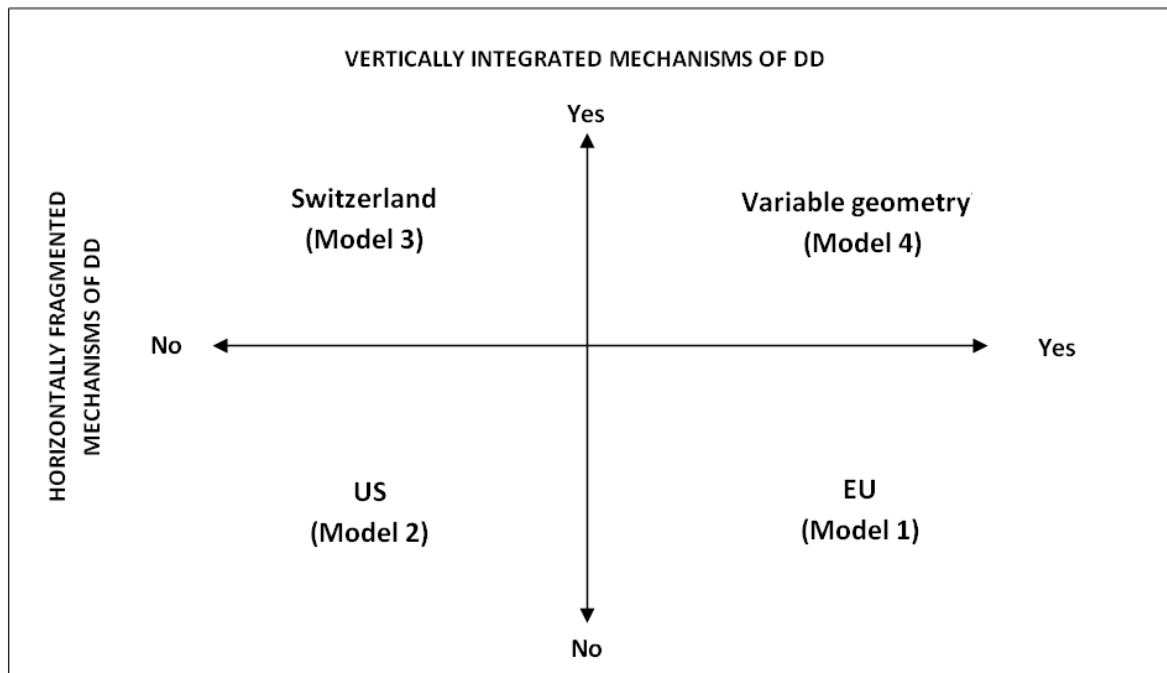 VERTICALLY INTEGRATED MECHANISMS OF DD
Yes
Switzerland
(Model 3)
Variable geometry
(Model 4)
HORIZONTALLY FRAGMENTED
MECHANISMS OF DD
No
Yes
US
(Model 2)
EU
(Model 1)
No